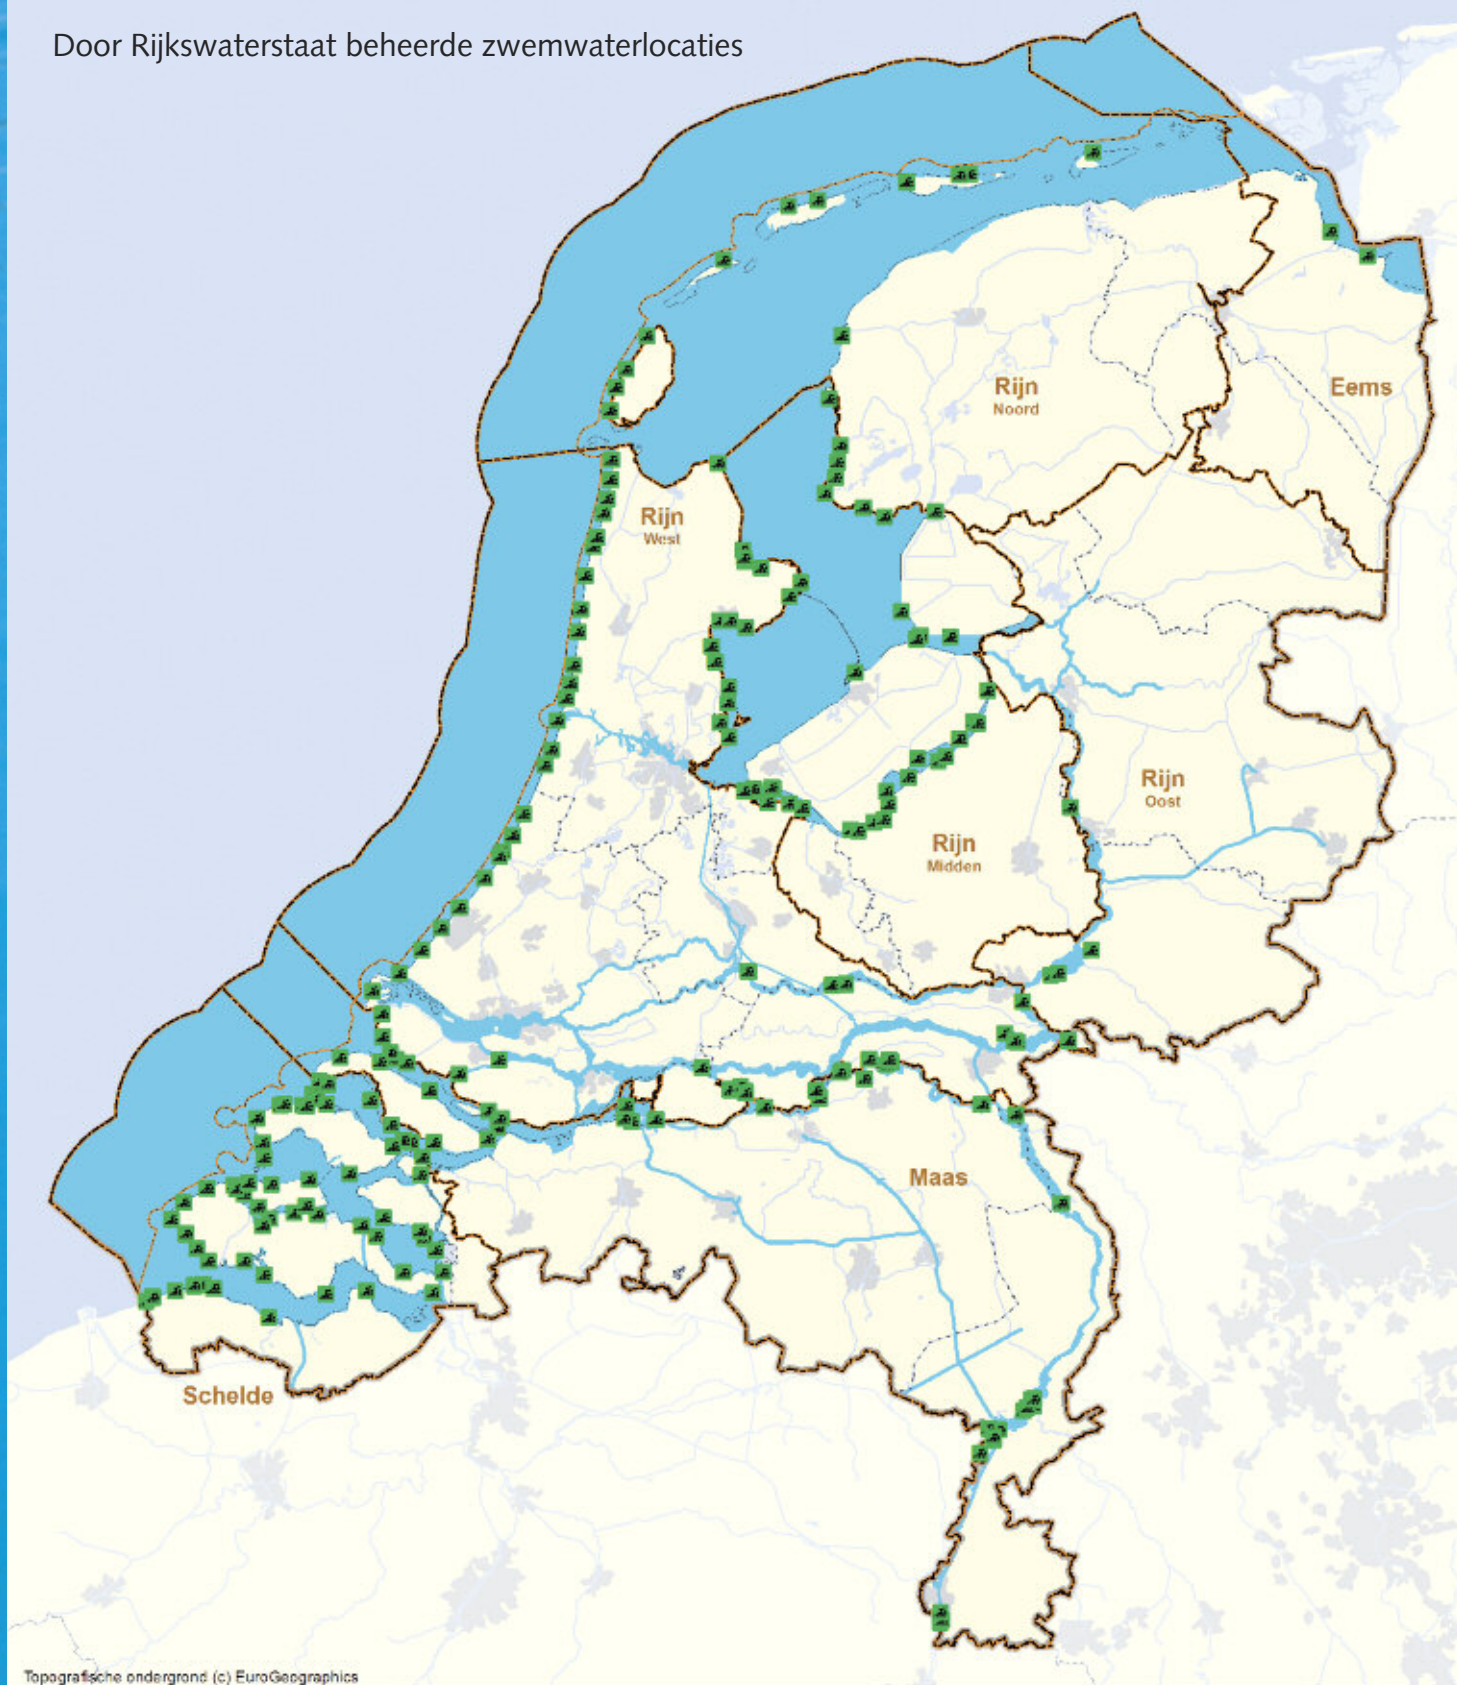 Door Rijkswaterstaat beheerde zwemwaterlocaties
Rijn
Noord
Eems
Rijn
West
Rijn
Oost
Rijn
Midden
Maas
Schelde
Topografische ondergrond (c) EuroGeographics